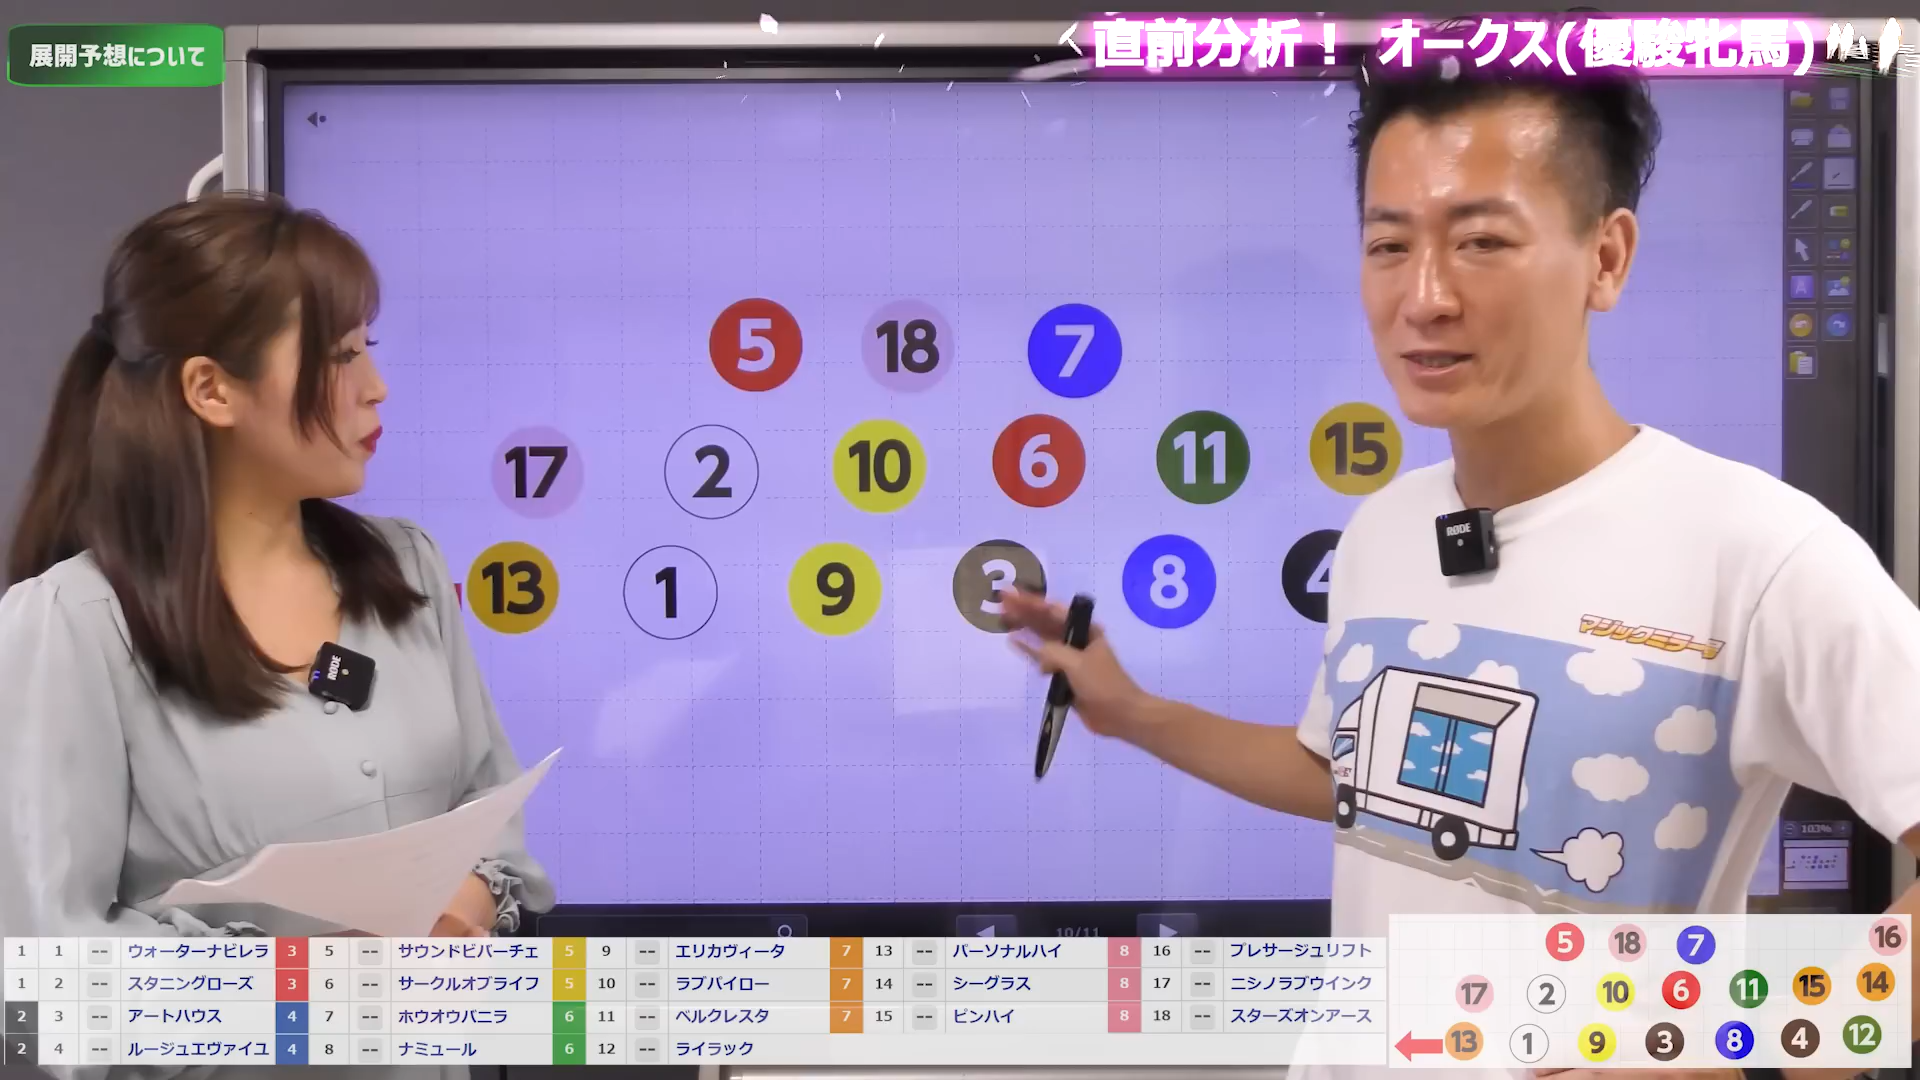 展開予想について
直前分析！ オークス(優駿牝馬)
5 18 7
17 2 10 6 11 15
13 1 9 3 8 4
RØDE
RØDE
マジックミラー号
103%
10/11
1 1 -- ウォーターナビレラ 3 5 -- サウンドビバーチェ 5 9 -- エリカヴィータ 7 13 -- パーソナルハイ 8 16 -- プレサージュリフト
1 2 -- スタニングローズ 3 6 -- サークルオブライフ 5 10 -- ラブパイロー 7 14 -- シーグラス 8 17 -- ニシノラブウインク
2 3 -- アートハウス 4 7 -- ホウオウバニラ 6 11 -- ベルクレスタ 7 15 -- ピンハイ 8 18 -- スターズオンアース
2 4 -- ルージュエヴァイユ 4 8 -- ナミュール 6 12 -- ライラック
5 18 7 16
17 2 10 6 11 15 14
13 1 9 3 8 4 12